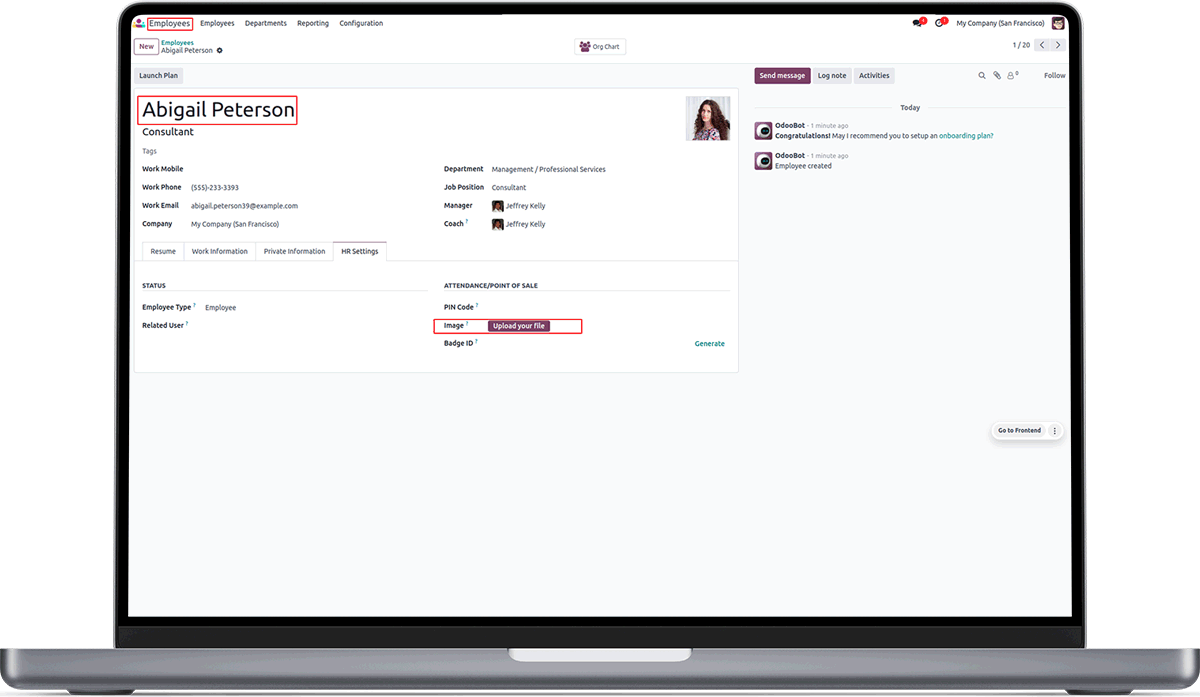 Employees Employees Departments Reporting Configuration 1 1 My Company (San Francisco)
New Employees
Abigail Peterson
Org Chart
1 / 20
Launch Plan
Send message Log note Activities 0 Follow
Abigail Peterson
Consultant
Tags
Work Mobile
Work Phone (555)-233-3393
Work Email abigail.peterson39@example.com
Company My Company (San Francisco)
Department Management / Professional Services
Job Position Consultant
Manager Jeffrey Kelly
Coach ? Jeffrey Kelly
Resume Work Information Private Information HR Settings
STATUS
Employee Type ? Employee
Related User ?
ATTENDANCE/POINT OF SALE
PIN Code ?
Image ? Upload your file
Badge ID ? Generate
Today
OdooBot - 1 minute ago
Congratulations! May I recommend you to setup an onboarding plan?
OdooBot - 1 minute ago
Employee created
Go to Frontend